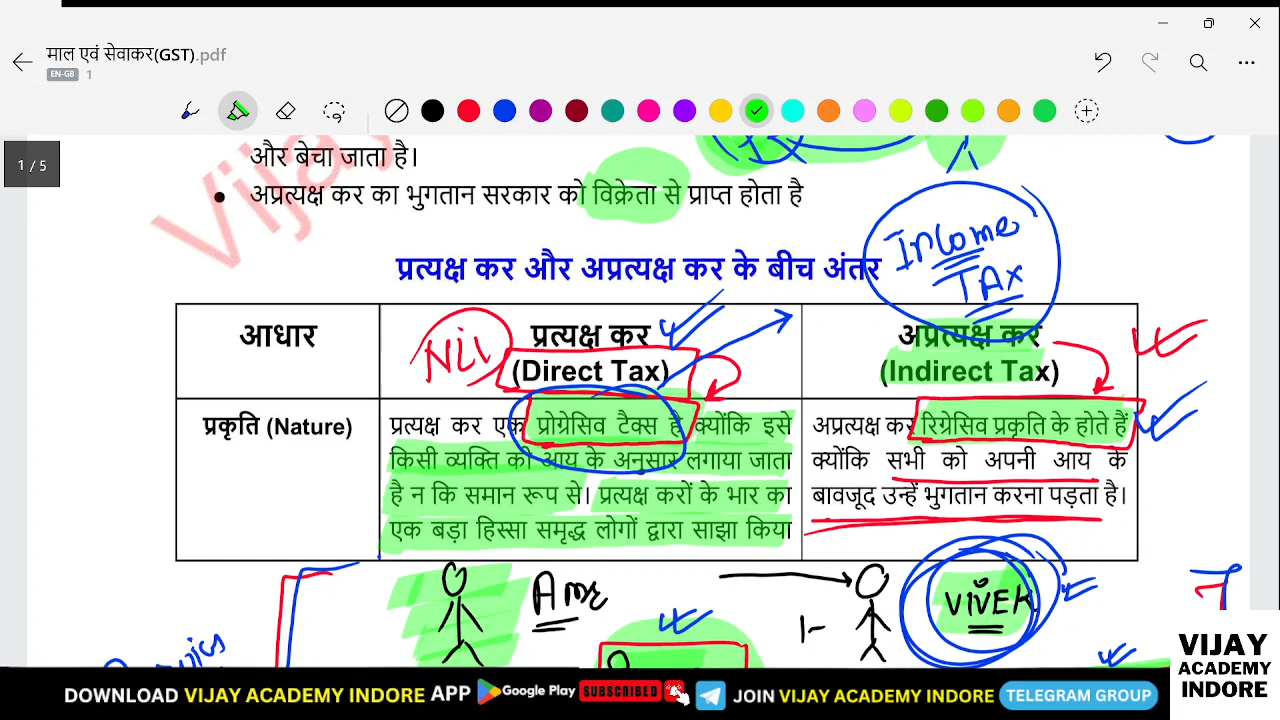 माल एवं सेवाकर(GST).pdf
EN-GB 1
1 / 5
Vijay
और बेचा जाता है।
● अप्रत्यक्ष कर का भुगतान सरकार को विक्रेता से प्राप्त होता है
Income
TAx
प्रत्यक्ष कर और अप्रत्यक्ष कर के बीच अंतर
आधार
NiL
प्रत्यक्ष कर
(Direct Tax)
अप्रत्यक्ष कर
(Indirect Tax)
प्रकृति (Nature)
प्रत्यक्ष कर एक प्रोग्रेसिव टैक्स है क्योंकि इसे
किसी व्यक्ति की आय के अनुसार लगाया जाता
है न कि समान रूप से। प्रत्यक्ष करों के भार का
एक बड़ा हिस्सा समृद्ध लोगों द्वारा साझा किया
अप्रत्यक्ष कर रिग्रेसिव प्रकृति के होते हैं
क्योंकि सभी को अपनी आय के
बावजूद उन्हें भुगतान करना पड़ता है।
VIVEK
VIJAY
ACADEMY
INDORE
DOWNLOAD VIJAY ACADEMY INDORE APP Google Play SUBSCRIBED JOIN VIJAY ACADEMY INDORE TELEGRAM GROUP